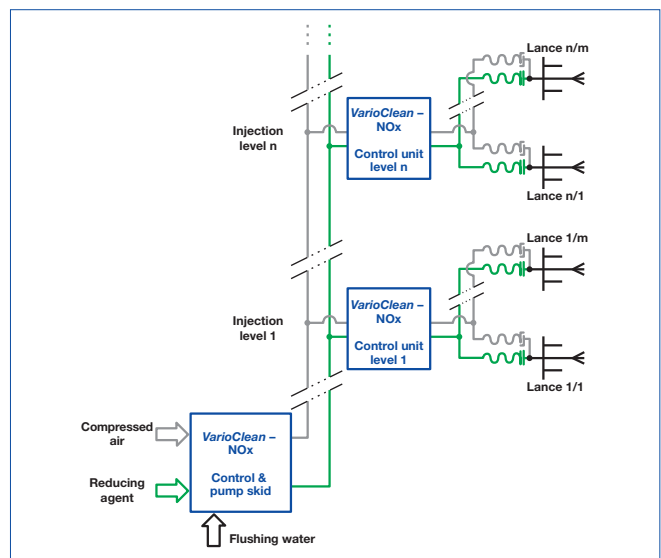 Lance n/m
VarioClean –
NOx
Control unit
level n
Injection
level n
Lance n/1
Lance 1/m
VarioClean –
NOx
Control unit
level 1
Injection
level 1
Lance 1/1
Compressed
air
VarioClean –
NOx
Control &
pump skid
Reducing
agent
Flushing water